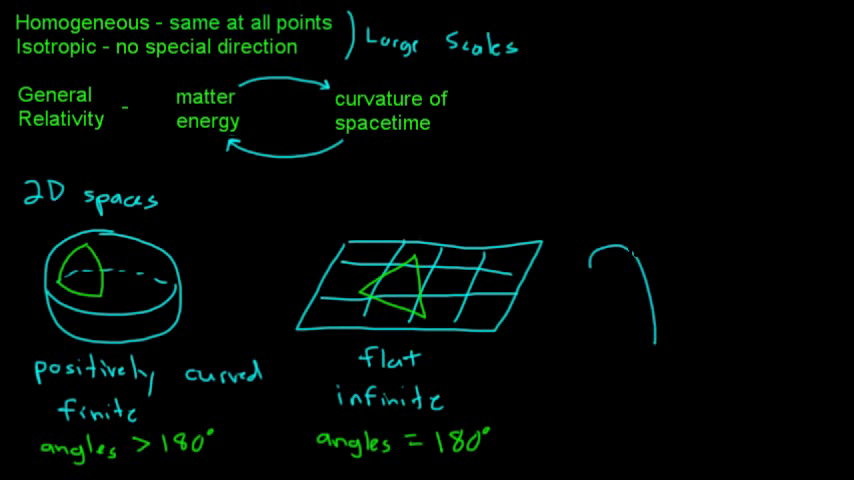 Homogeneous - same at all points
Isotropic - no special direction
Large Scales
General Relativity -
matter energy
curvature of spacetime
2D spaces
positively curved
finite
angles > 180°
flat
infinite
angles = 180°